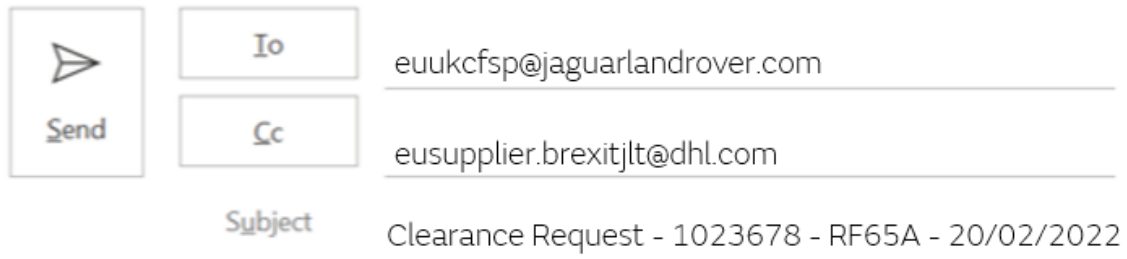 To
euukcfsp@jaguarlandrover.com
Send
Cc
eusupplier.brexitjlt@dhl.com
Subject
Clearance Request - 1023678 - RF65A - 20/02/2022